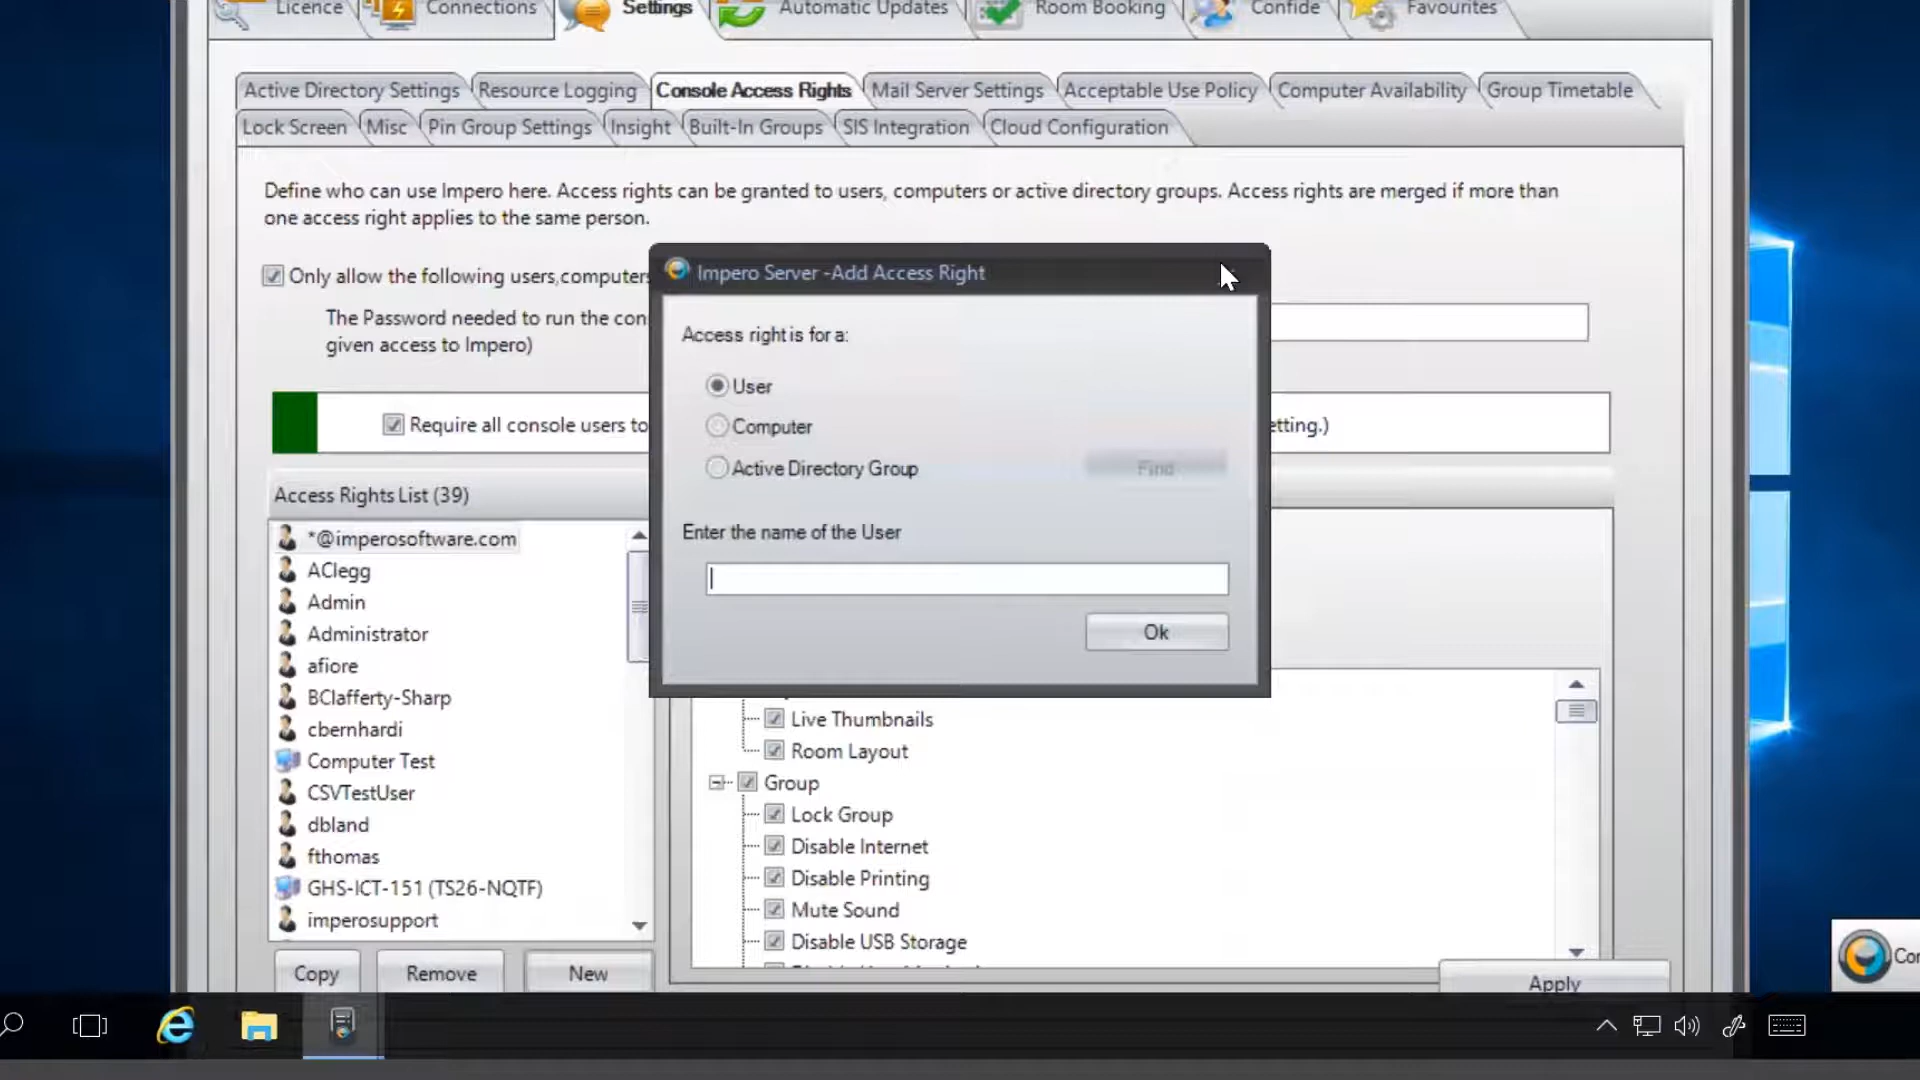 Licence Connections Settings Automatic Updates Room Booking Confide Favourites
Active Directory Settings Resource Logging Console Access Rights Mail Server Settings Acceptable Use Policy Computer Availability Group Timetable
Lock Screen Misc Pin Group Settings Insight Built-In Groups SIS Integration Cloud Configuration
Define who can use Impero here. Access rights can be granted to users, computers or active directory groups. Access rights are merged if more than
one access right applies to the same person.
Only allow the following users,computers
The Password needed to run the con
given access to Impero)
Require all console users to
etting.)
Impero Server -Add Access Right
Access right is for a:
User
Computer
Active Directory Group Find
Enter the name of the User
Ok
Access Rights List (39)
*@imperosoftware.com
AClegg
Admin
Administrator
afiore
BClafferty-Sharp
cbernhardi
Computer Test
CSVTestUser
dbland
fthomas
GHS-ICT-151 (TS26-NQTF)
imperosupport
Copy Remove New
Live Thumbnails
Room Layout
Group
Lock Group
Disable Internet
Disable Printing
Mute Sound
Disable USB Storage
Apply
Con